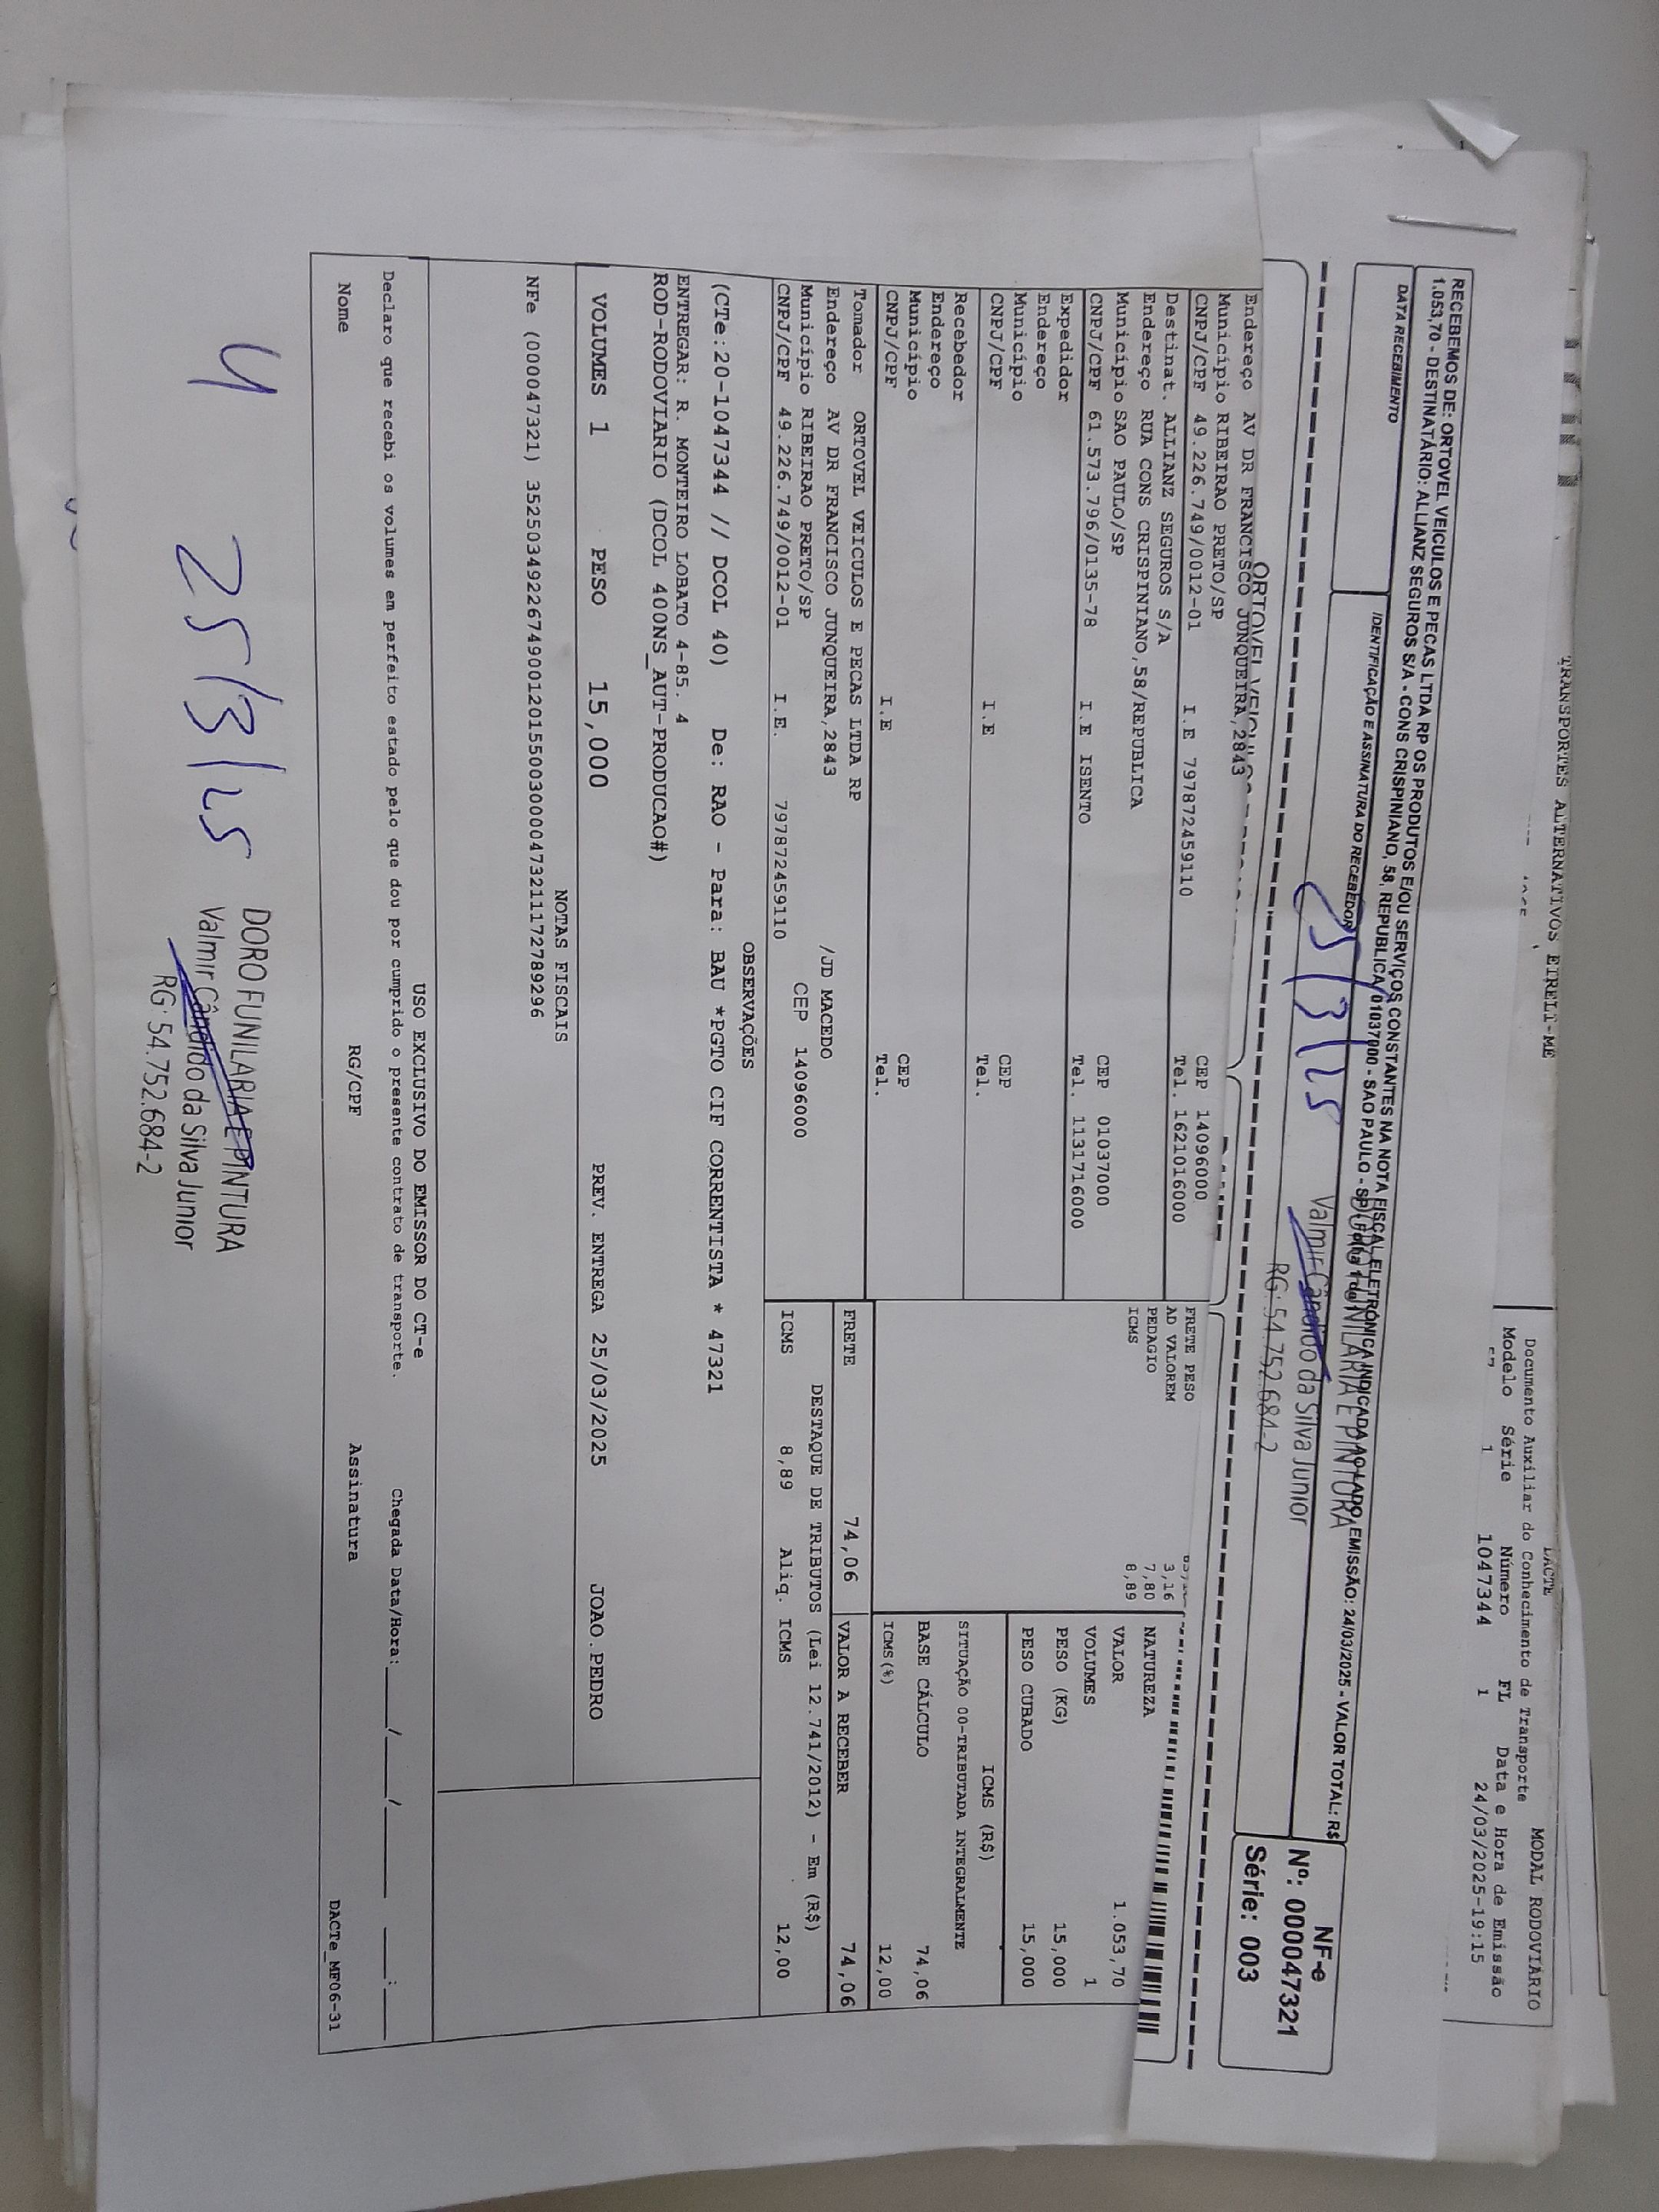 TRANSPORTES ALTERNATIVOS EIRELI-ME
DACTE
Documento Auxiliar do Conhecimento de Transporte
MODAL RODOVIÁRIO
Modelo Série Número FL Data e Hora de Emissão
57 1 1047344 1 24/03/2025-19:15
RECEBEMOS DE: ORTOVEL VEICULOS E PECAS LTDA RP OS PRODUTOS E/OU SERVIÇOS CONSTANTES NA NOTA FISCAL ELETRÔNICA INDICADA AO LADO. EMISSÃO: 24/03/2025 - VALOR TOTAL: R$
1.053,70 - DESTINATÁRIO: ALLIANZ SEGUROS S/A - CONS CRISPINIANO, 58, REPUBLICA, 01037000 - SAO PAULO - SP
DATA RECEBIMENTO
IDENTIFICAÇÃO E ASSINATURA DO RECEBEDOR
25/3/25
DORO FUNILARIA E PINTURA
Valmir Cândido da Silva Junior
RG: 54.752.684-2
NF-e
Nº: 000047321
Série: 003
Endereço AV DR FRANCISCO JUNQUEIRA,2843
Município RIBEIRAO PRETO/SP CEP 14096000
CNPJ/CPF 49.226.749/0012-01 I.E 797872459110 Tel. 1621016000
Destinat. ALLIANZ SEGUROS S/A
Endereço RUA CONS CRISPINIANO,58/REPUBLICA
Município SAO PAULO/SP CEP 01037000
CNPJ/CPF 61.573.796/0135-78 I.E ISENTO Tel. 1131716000
Expedidor
Endereço
Município CEP
CNPJ/CPF I.E Tel.
Recebedor
Endereço
Município CEP
CNPJ/CPF I.E Tel.
Tomador ORTOVEL VEICULOS E PECAS LTDA RP
Endereço AV DR FRANCISCO JUNQUEIRA,2843 /JD MACEDO
Município RIBEIRAO PRETO/SP CEP 14096000
CNPJ/CPF 49.226.749/0012-01 I.E. 797872459110
FRETE PESO
AD VALOREM 3,16
PEDAGIO 7,80
ICMS 8,89
NATUREZA
VALOR 1.053,70
VOLUMES 1
PESO (KG) 15,000
PESO CUBADO 15,000
ICMS (R$)
SITUAÇÃO 00-TRIBUTADA INTEGRALMENTE
BASE CÁLCULO 74,06
ICMS(%) 12,00
FRETE 74,06 VALOR A RECEBER 74,06
DESTAQUE DE TRIBUTOS (Lei 12.741/2012) - Em (R$)
ICMS 8,89 Aliq. ICMS 12,00
OBSERVAÇÕES
(CTe:20-1047344 // DCOL 40) De: RAO - Para: BAU *PGTO CIF CORRENTISTA * 47321
ENTREGAR: R. MONTEIRO LOBATO 4-85. 4
ROD-RODOVIARIO (DCOL 400NS_AUT-PRODUCAO#)
VOLUMES 1 PESO 15,000 PREV. ENTREGA 25/03/2025 JOAO.PEDRO
NOTAS FISCAIS
NFe (000047321) 35250349226749001201550030000473211172789296
USO EXCLUSIVO DO EMISSOR DO CT-e
Declaro que recebi os volumes em perfeito estado pelo que dou por cumprido o presente contrato de transporte. Chegada Data/Hora:____/____/______ ____:____
Nome RG/CPF Assinatura DACTe_MF06-31
4 25/3/25
DORO FUNILARIA E PINTURA
Valmir Cândido da Silva Junior
RG: 54.752.684-2